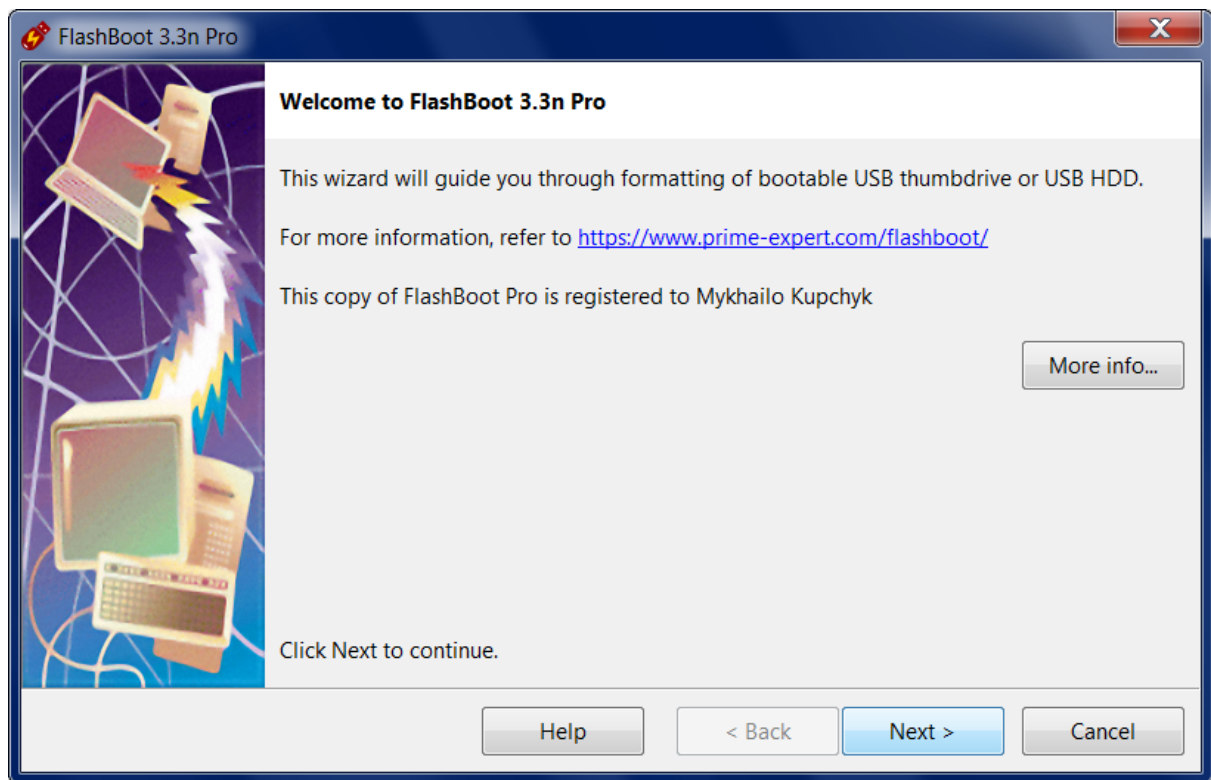 FlashBoot 3.3n Pro
Welcome to FlashBoot 3.3n Pro
This wizard will guide you through formatting of bootable USB thumbdrive or USB HDD.
For more information, refer to https://www.prime-expert.com/flashboot/
This copy of FlashBoot Pro is registered to Mykhailo Kupchyk
More info...
Click Next to continue.
Help < Back Next > Cancel